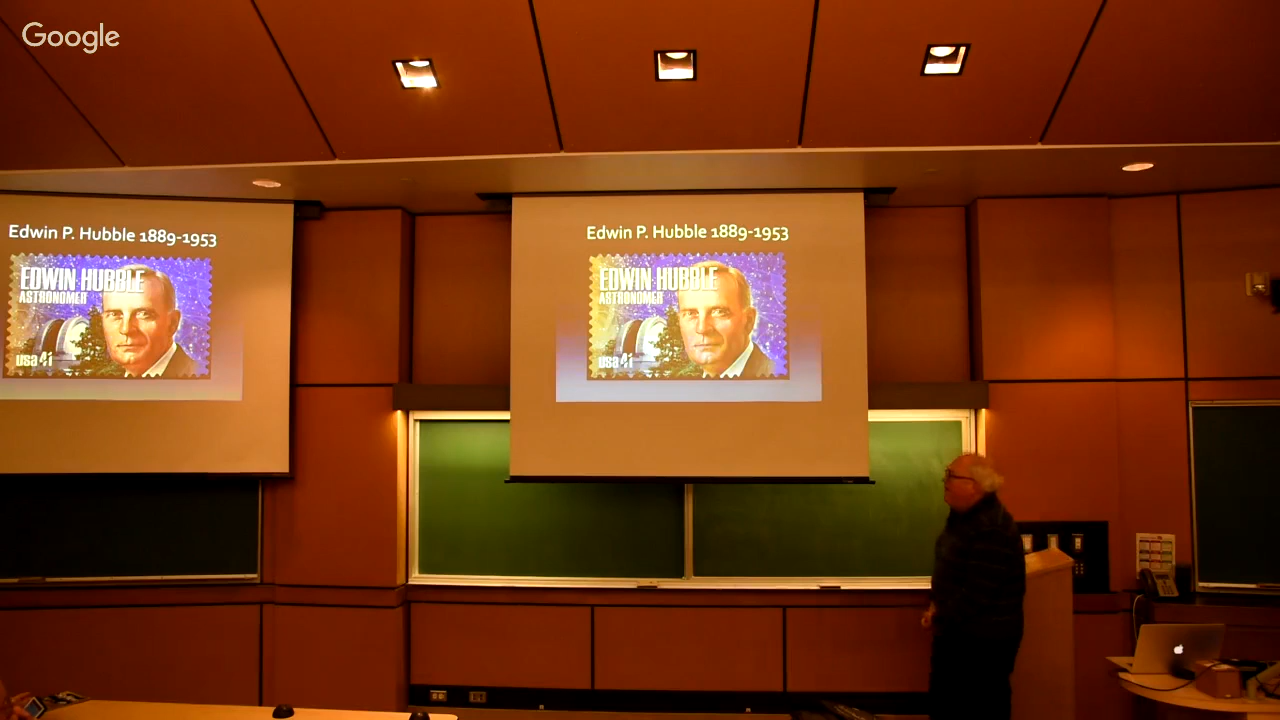 Google
Edwin P. Hubble 1889-1953
EDWIN HUBBLE
ASTRONOMER
USA 41
Edwin P. Hubble 1889-1953
EDWIN HUBBLE
ASTRONOMER
USA 41